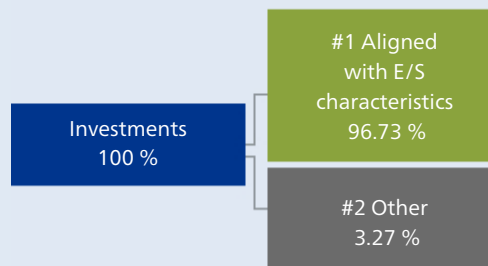 Investments
100 %
#1 Aligned
with E/S
characteristics
96.73 %
#2 Other
3.27 %